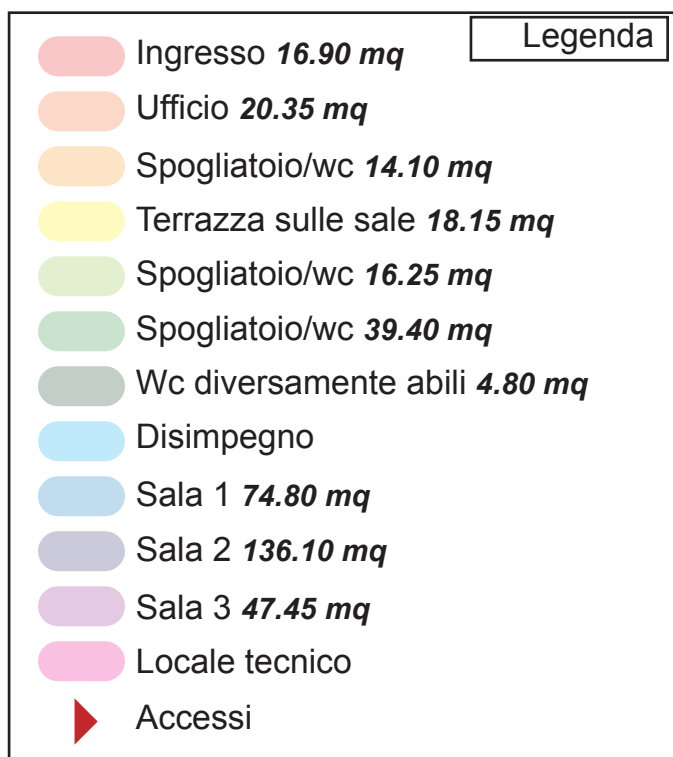 Legenda
Ingresso 16.90 mq
Ufficio 20.35 mq
Spogliatoio/wc 14.10 mq
Terrazza sulle sale 18.15 mq
Spogliatoio/wc 16.25 mq
Spogliatoio/wc 39.40 mq
Wc diversamente abili 4.80 mq
Disimpegno
Sala 1 74.80 mq
Sala 2 136.10 mq
Sala 3 47.45 mq
Locale tecnico
Accessi